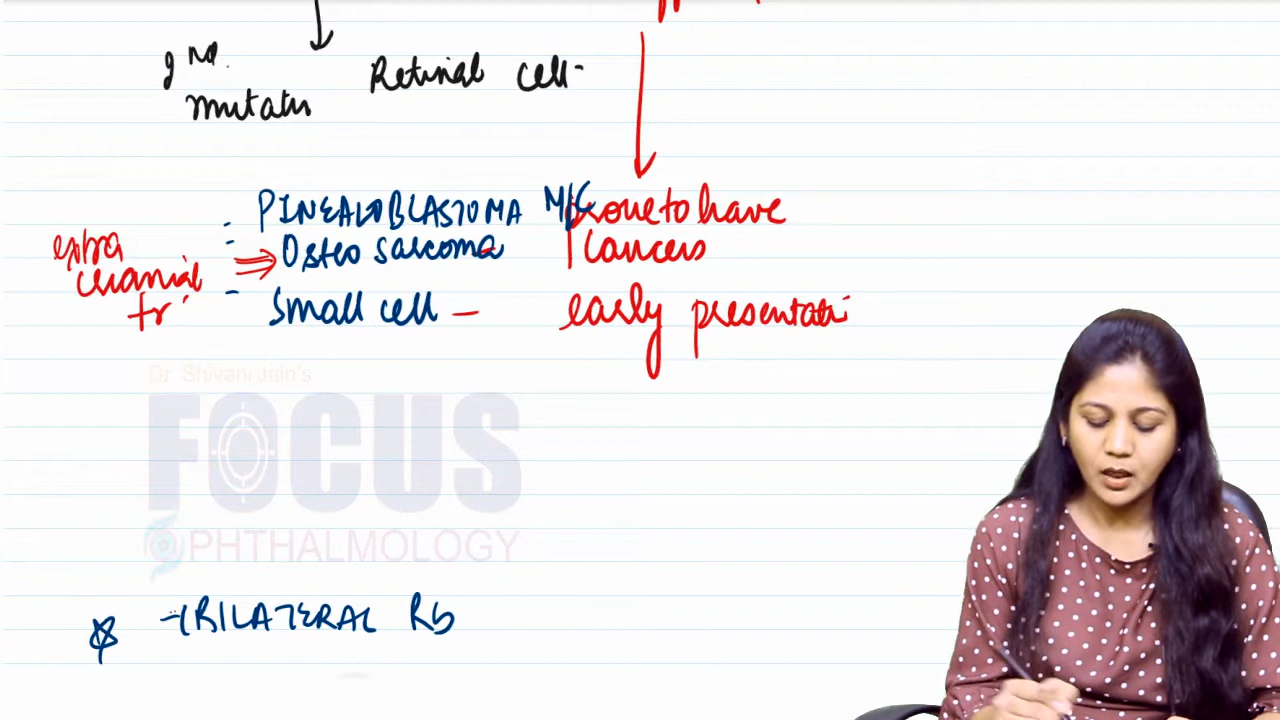 2nd.
mutatn
Retinal cell-
- PINEALOBLASTOMA M/C
- Osteo sarcoma
- Small cell -
extra
cranial
tr
prone to have
cancers
early presentati
Dr. Shivani Jain's
FOCUS
OPHTHALMOLOGY
TRILATERAL Rb